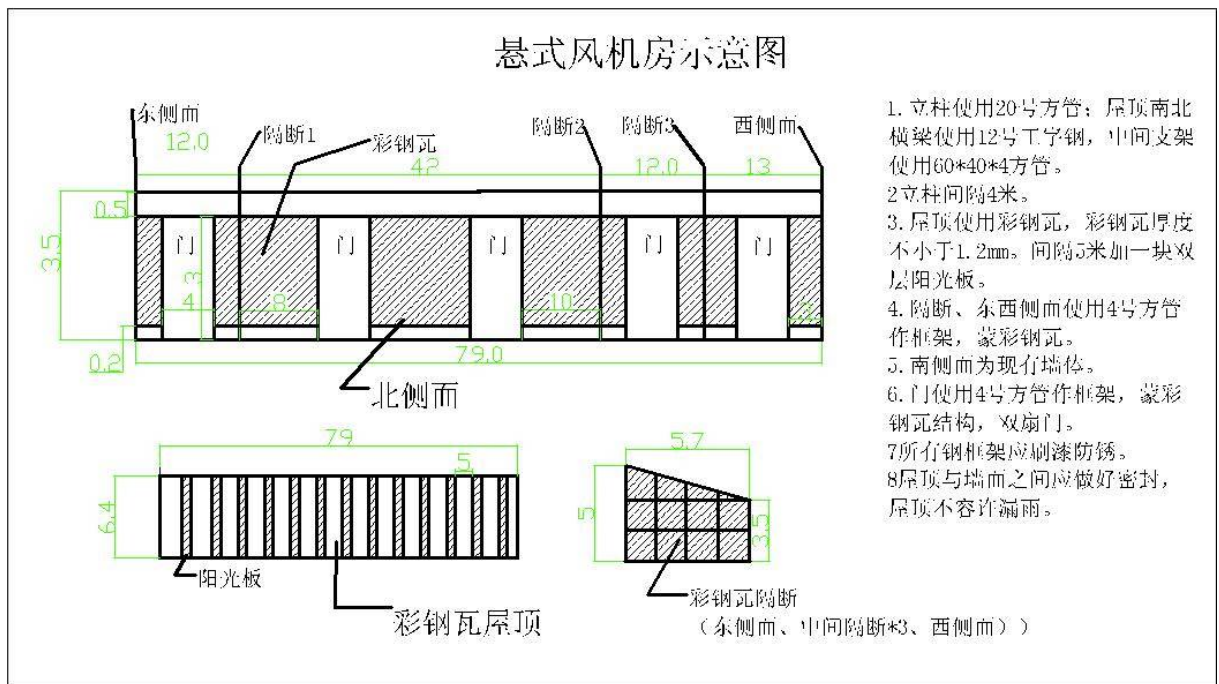 悬式风机房示意图
东侧面
隔断1
彩钢瓦
隔断2
隔断3
西侧面
12.0
42
12.0
13
0.5
3.5
门
门
门
门
门
3
4
8
10
3
0.2
79.0
北侧面
1.立柱使用20号方管；屋顶南北
横梁使用12号工字钢，中间支架
使用60*40*4方管。
2立柱间隔4米。
3.屋顶使用彩钢瓦，彩钢瓦厚度
不小于1.2mm。间隔5米加一块双
层阳光板。
4.隔断、东西侧面使用4号方管
作框架，蒙彩钢瓦。
5.南侧面为现有墙体。
6.门使用4号方管作框架，蒙彩
钢瓦结构，双扇门。
7所有钢框架应刷漆防锈。
8屋顶与墙面之间应做好密封，
屋顶不容许漏雨。
79
5
6.4
阳光板
彩钢瓦屋顶
5.7
5
3.5
彩钢瓦隔断
（东侧面、中间隔断*3、西侧面））